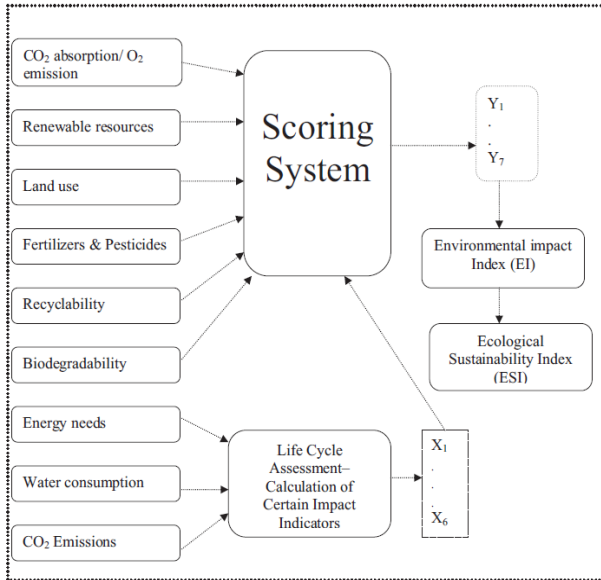 CO₂ absorption/ O₂
emission
Renewable resources
Land use
Fertilizers & Pesticides
Recyclability
Biodegradability
Energy needs
Water consumption
CO₂ Emissions
Scoring
System
Life Cycle
Assessment–
Calculation of
Certain Impact
Indicators
X₁
.
.
.
X₆
Y₁
.
.
Y₇
Environmental impact
Index (EI)
Ecological
Sustainability Index
(ESI)